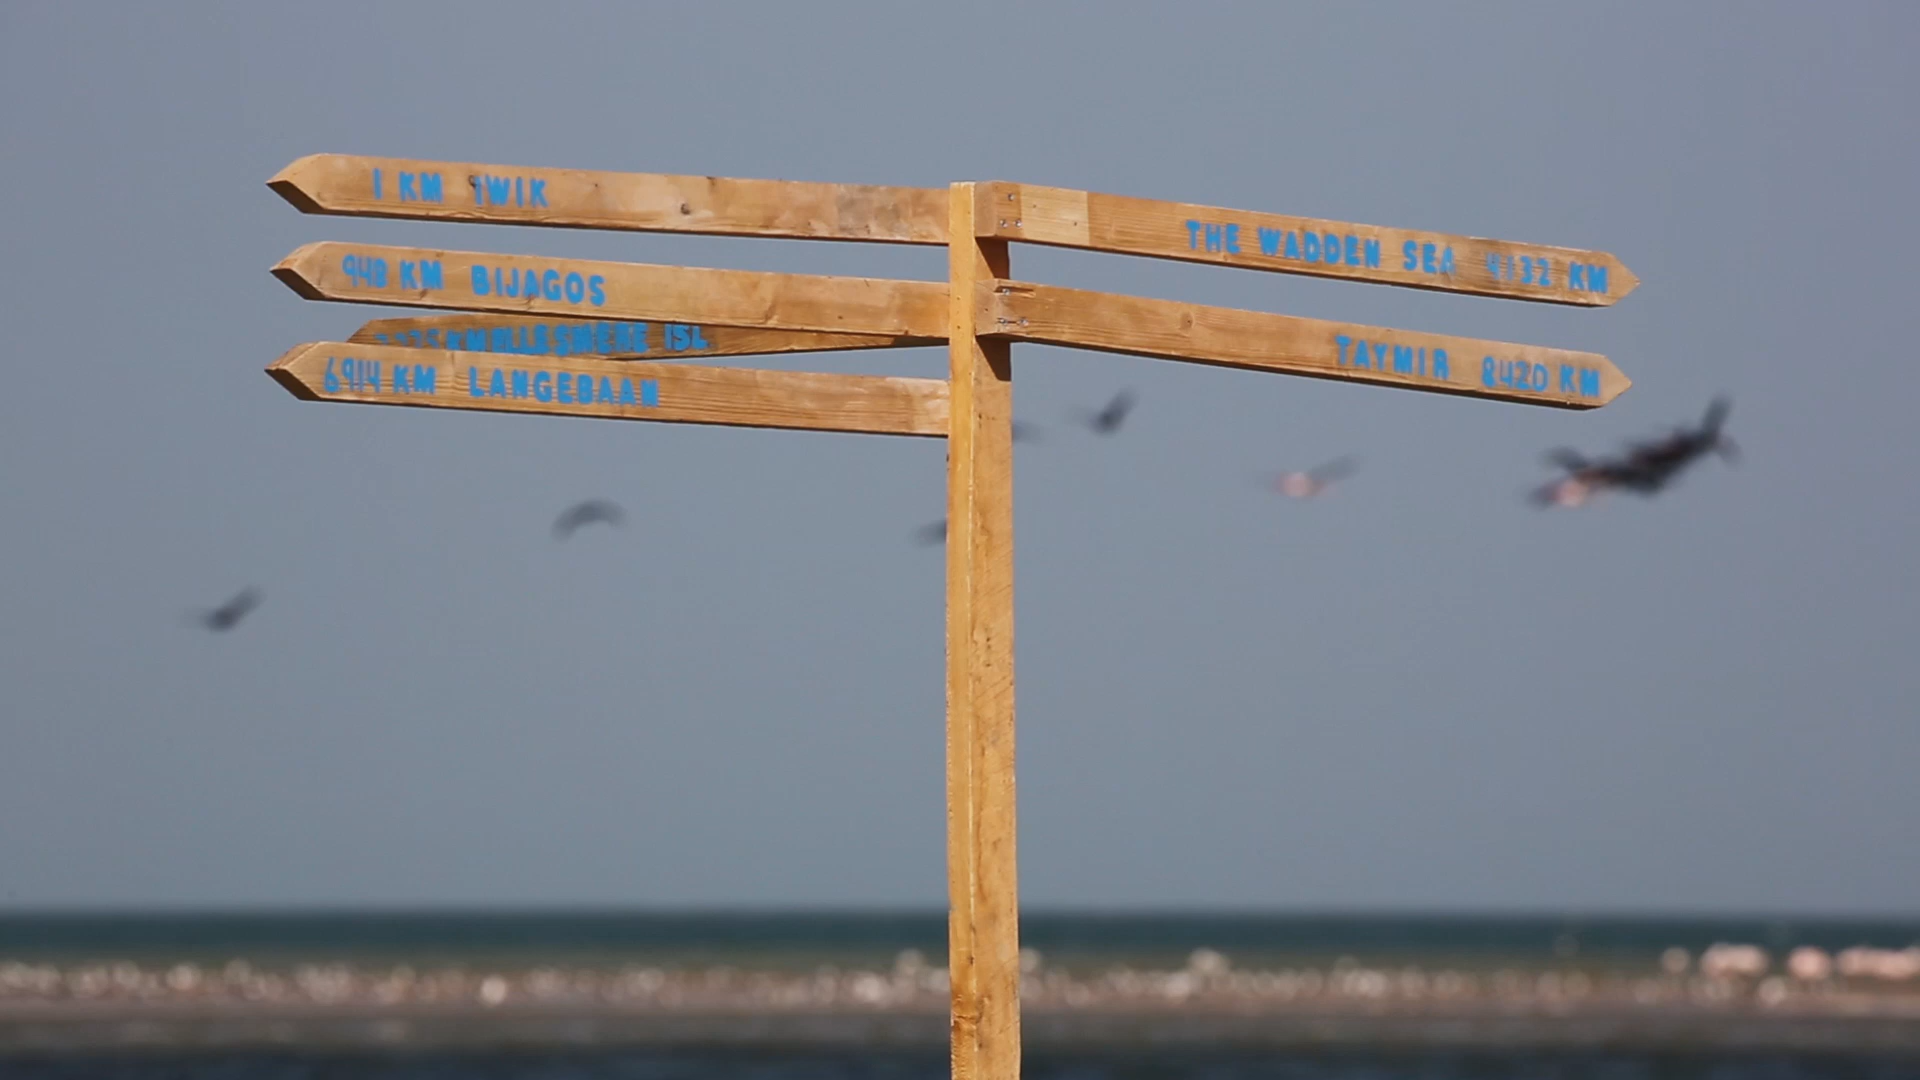 1 KM IWIK
948 KM BIJAGOS
KM ELLESMERE ISL
6914 KM LANGEBAAN
THE WADDEN SEA 4132 KM
TAYMIR 8420 KM